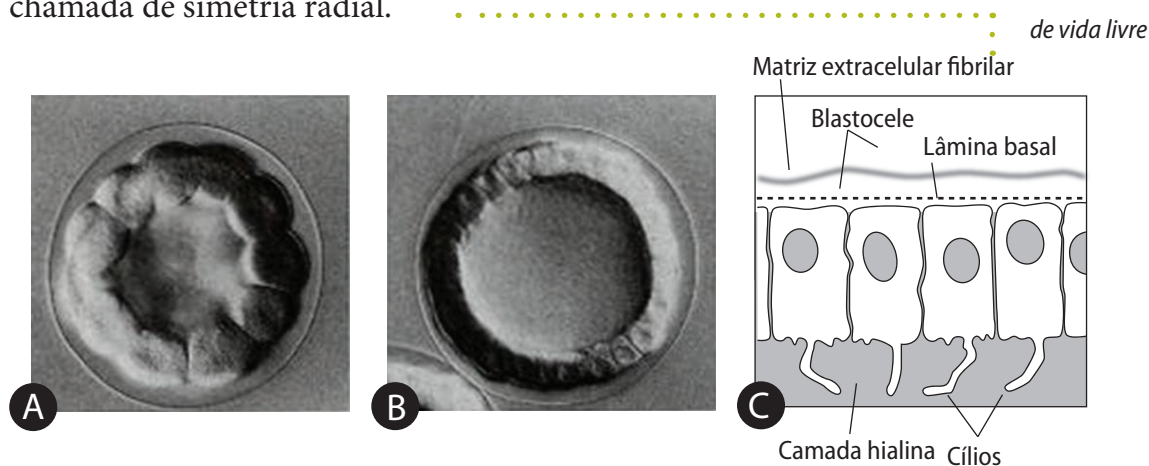 chamada de simetria radial.
de vida livre
Matriz extracelular fibrilar
Blastocele
Lâmina basal
A
B
C
Camada hialina
Cílios